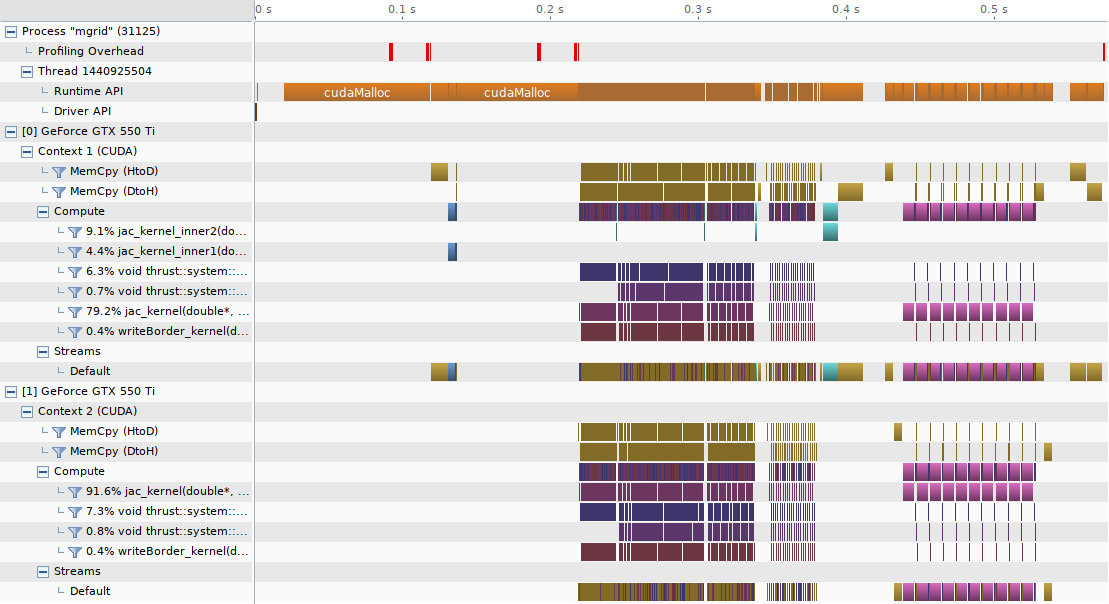 0 s 0.1 s 0.2 s 0.3 s 0.4 s 0.5 s
Process "mgrid" (31125)
Profiling Overhead
Thread 1440925504
Runtime API cudaMalloc cudaMalloc
Driver API
[0] GeForce GTX 550 Ti
Context 1 (CUDA)
MemCpy (HtoD)
MemCpy (DtoH)
Compute
9.1% jac_kernel_inner2(do...
4.4% jac_kernel_inner1(do...
6.3% void thrust::system::...
0.7% void thrust::system::...
79.2% jac_kernel(double*, ...
0.4% writeBorder_kernel(d...
Streams
Default
[1] GeForce GTX 550 Ti
Context 2 (CUDA)
MemCpy (HtoD)
MemCpy (DtoH)
Compute
91.6% jac_kernel(double*, ...
7.3% void thrust::system::...
0.8% void thrust::system::...
0.4% writeBorder_kernel(d...
Streams
Default